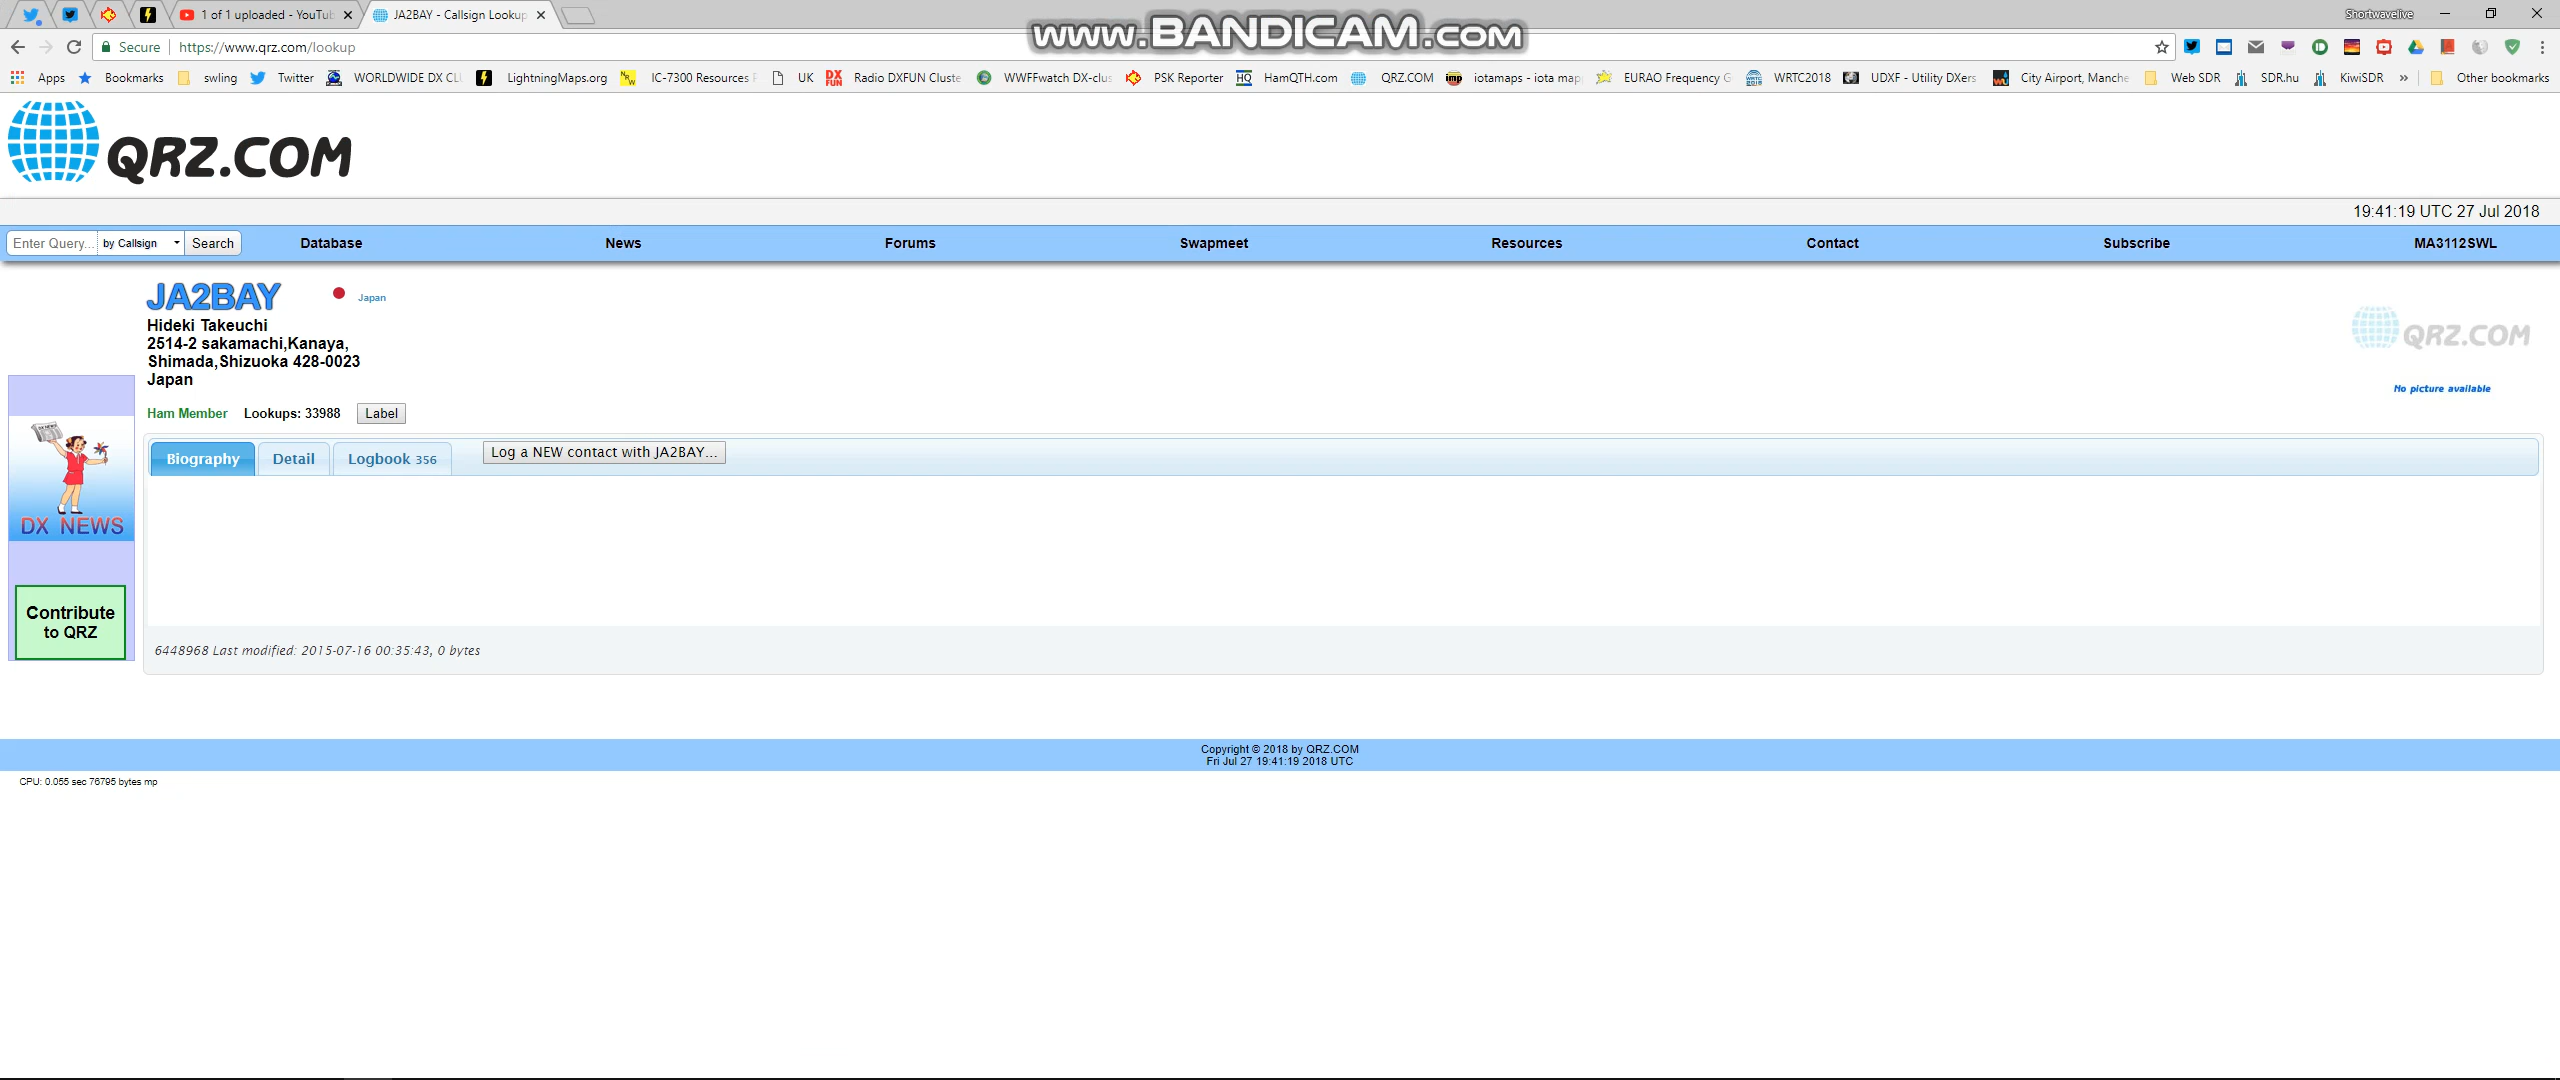 1 of 1 uploaded - YouTub
JA2BAY - Callsign Lookup
Shortwavelive
www.BANDICAM.com
Secure
https://www.qrz.com/lookup
Apps
Bookmarks
swling
Twitter
WORLDWIDE DX CLU
LightningMaps.org
IC-7300 Resources P
UK
DX FUN
Radio DXFUN Cluste
WWFFwatch DX-clus
PSK Reporter
HQ
HamQTH.com
QRZ.COM
imp
iotamaps - iota map
EURAO Frequency G
WRTC2018
UDXF - Utility DXers
City Airport, Manche
Web SDR
SDR.hu
KiwiSDR
»
Other bookmarks
QRZ.COM
19:41:19 UTC 27 Jul 2018
Enter Query...
by Callsign
Search
Database
News
Forums
Swapmeet
Resources
Contact
Subscribe
MA3112SWL
JA2BAY
Japan
Hideki Takeuchi
2514-2 sakamachi,Kanaya,
Shimada,Shizuoka 428-0023
Japan
QRZ.COM
No picture available
Ham Member
Lookups: 33988
Label
Biography
Detail
Logbook 356
Log a NEW contact with JA2BAY...
DX NEWS
Contribute
to QRZ
6448968 Last modified: 2015-07-16 00:35:43, 0 bytes
Copyright © 2018 by QRZ.COM
Fri Jul 27 19:41:19 2018 UTC
CPU: 0.055 sec 76795 bytes mp